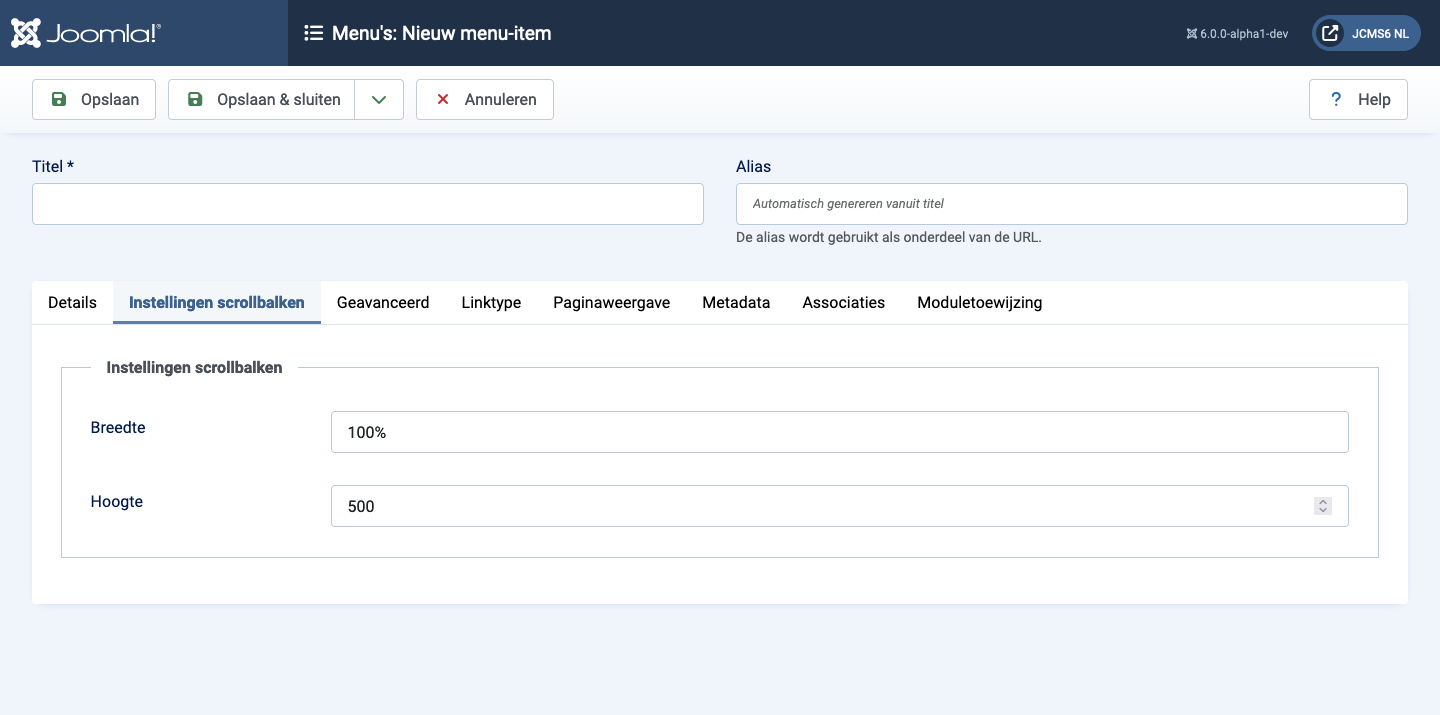 Joomla!®
Menu's: Nieuw menu-item
6.0.0-alpha1-dev
JCMS6 NL
Opslaan
Opslaan & sluiten
Annuleren
? Help
Titel *
Alias
Automatisch genereren vanuit titel
De alias wordt gebruikt als onderdeel van de URL.
Details Instellingen scrollbalken Geavanceerd Linktype Paginaweergave Metadata Associaties Moduletoewijzing
Instellingen scrollbalken
Breedte
100%
Hoogte
500